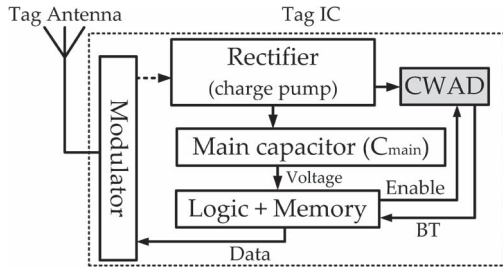 Tag Antenna
Tag IC
Rectifier
(charge pump)
CWAD
Modulator
Main capacitor (Cmain)
Voltage
Enable
Logic + Memory
BT
Data